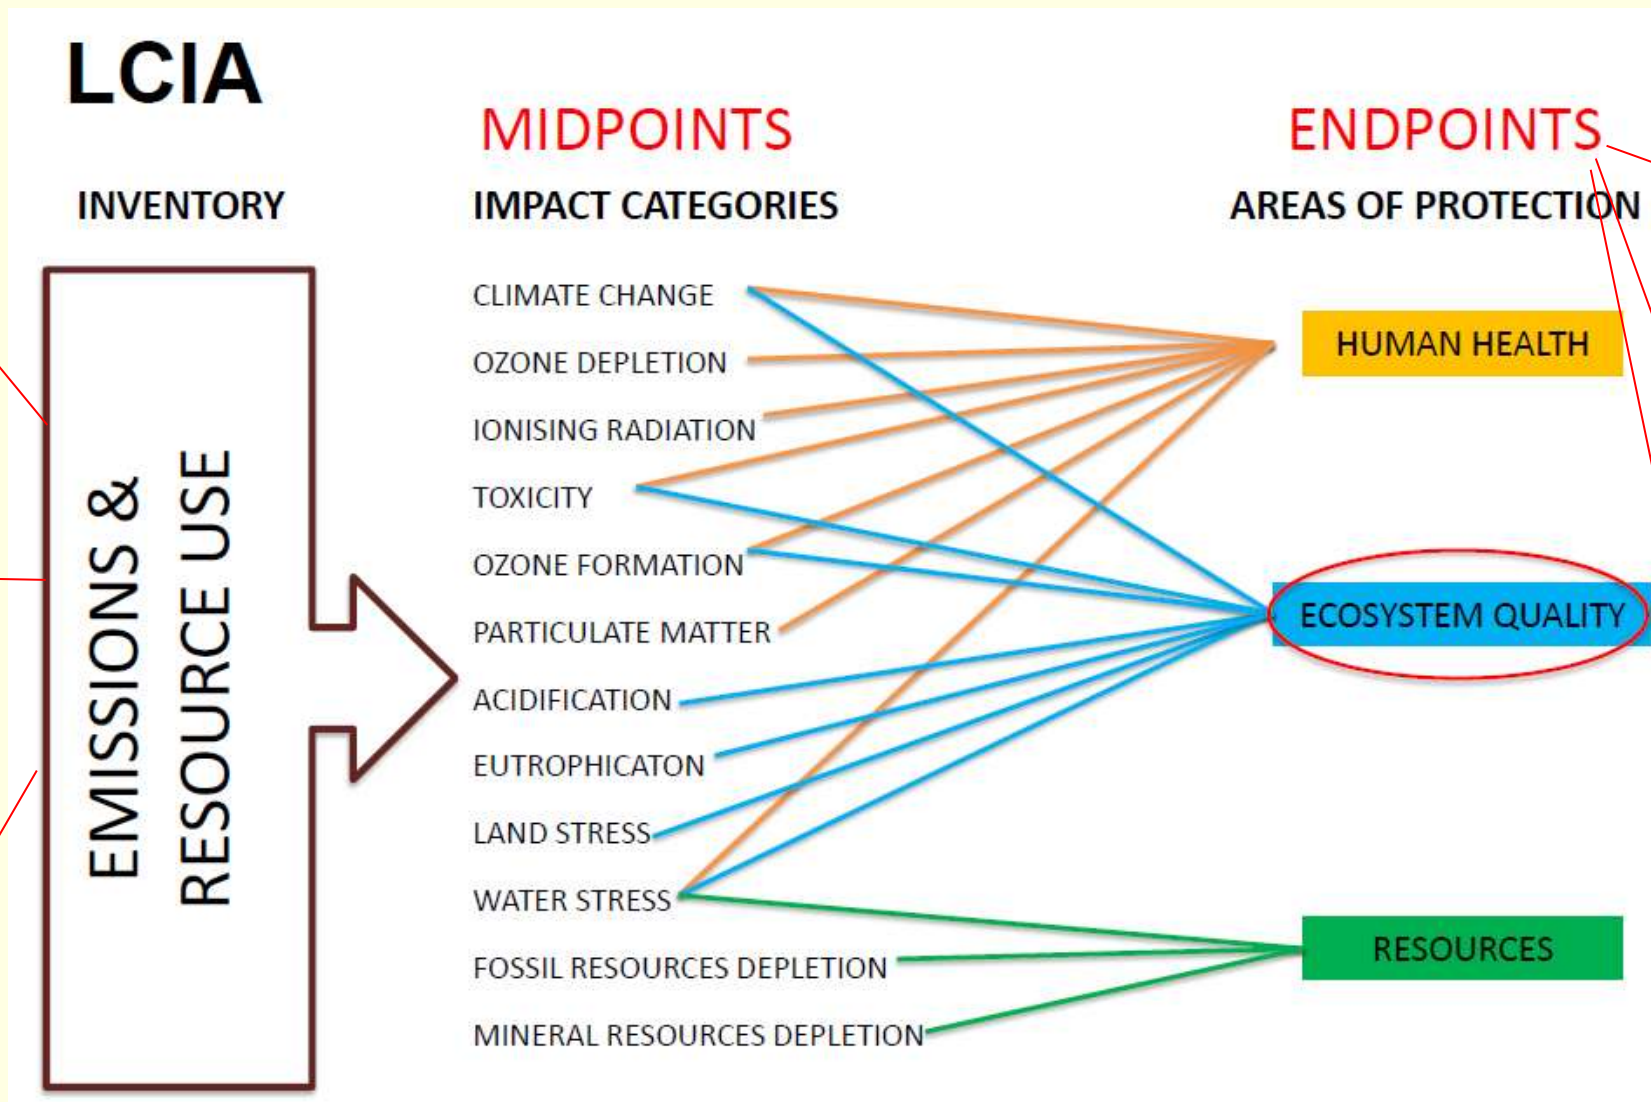 LCIA
MIDPOINTS
ENDPOINTS
INVENTORY
IMPACT CATEGORIES
AREAS OF PROTECTION
EMISSIONS &
RESOURCE USE
CLIMATE CHANGE
OZONE DEPLETION
IONISING RADIATION
TOXICITY
OZONE FORMATION
PARTICULATE MATTER
ACIDIFICATION
EUTROPHICATON
LAND STRESS
WATER STRESS
FOSSIL RESOURCES DEPLETION
MINERAL RESOURCES DEPLETION
HUMAN HEALTH
ECOSYSTEM QUALITY
RESOURCES